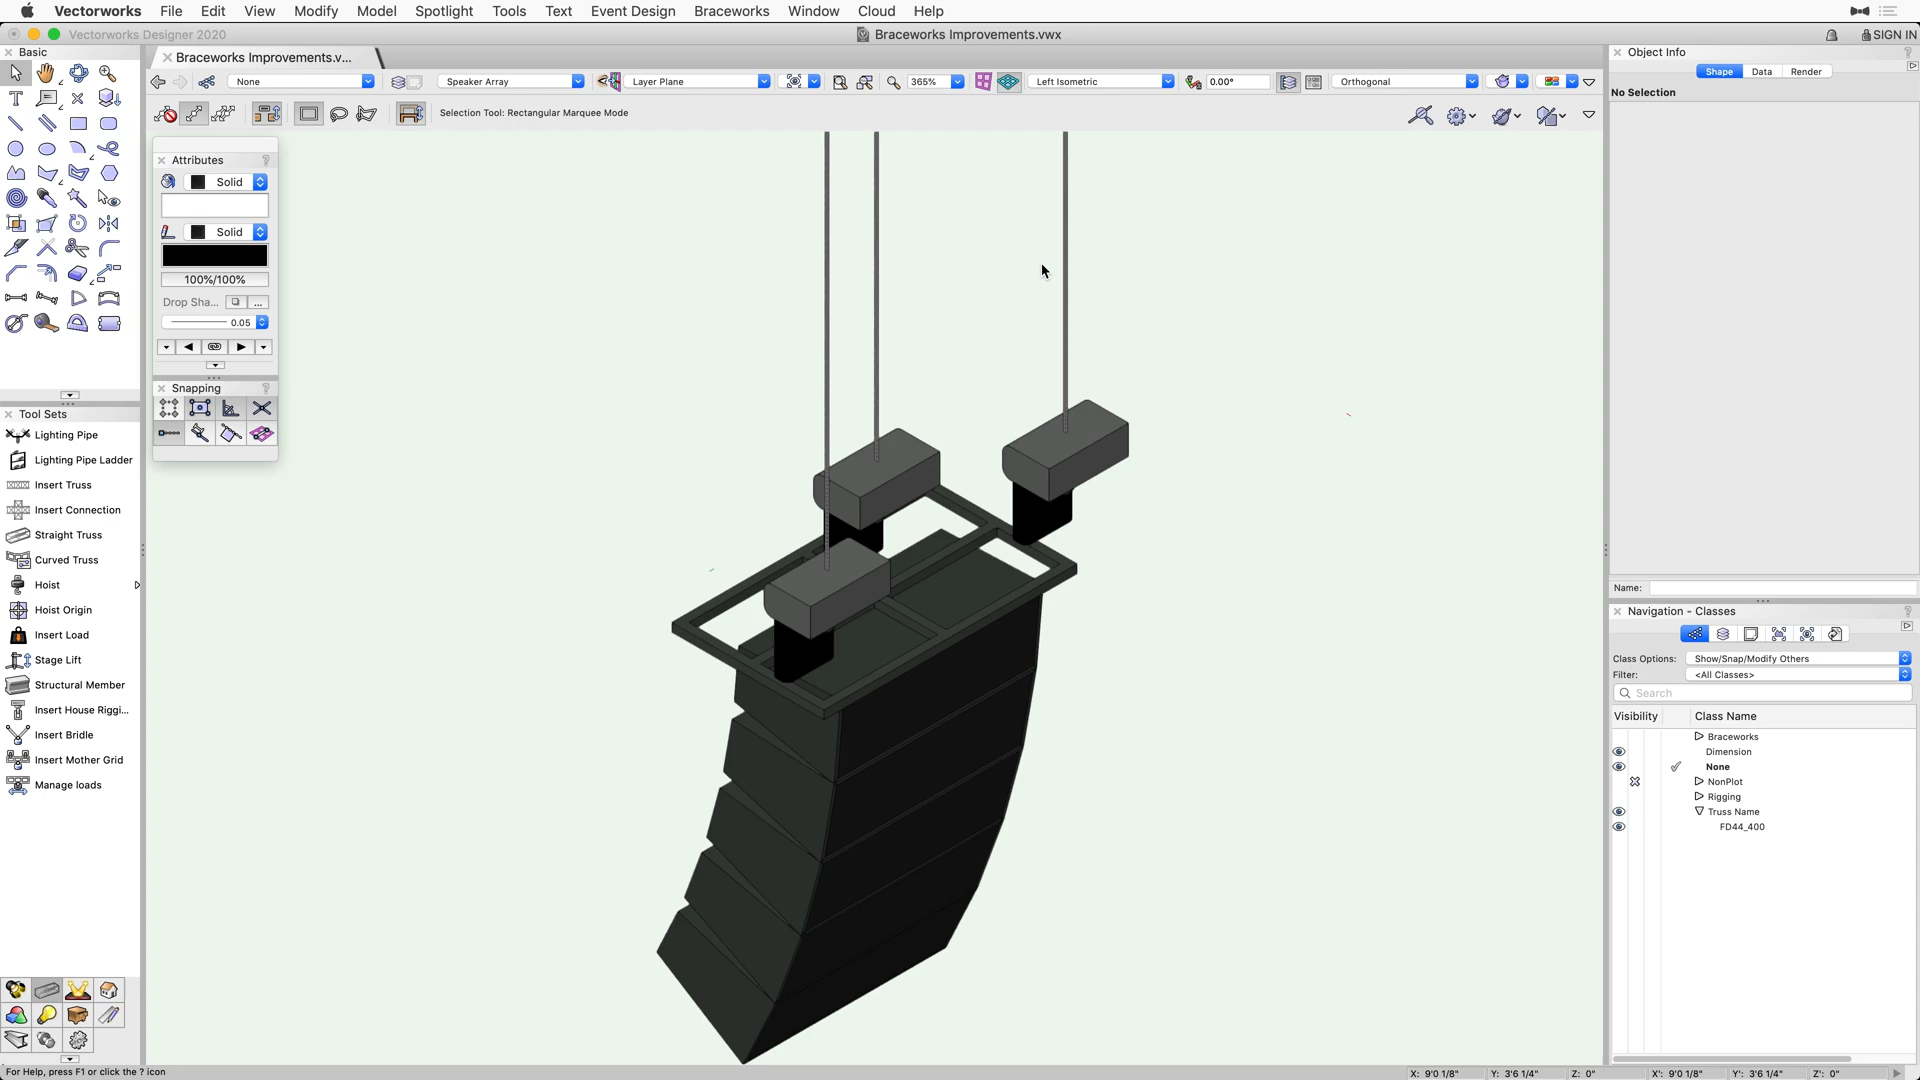 Vectorworks File Edit View Modify Model Spotlight Tools Text Event Design Braceworks Window Cloud Help
Vectorworks Designer 2020
Braceworks Improvements.vwx
SIGN IN
Basic
Braceworks Improvements.v...
Object Info
None
Speaker Array
Layer Plane
365%
Left Isometric
0.00°
Orthogonal
Shape Data Render
No Selection
Selection Tool: Rectangular Marquee Mode
Attributes
Solid
Solid
100%/100%
Drop Sha...
...
0.05
Snapping
Tool Sets
Lighting Pipe
Lighting Pipe Ladder
Insert Truss
Insert Connection
Straight Truss
Curved Truss
Hoist
Hoist Origin
Insert Load
Stage Lift
Structural Member
Insert House Riggi...
Insert Bridle
Insert Mother Grid
Manage loads
Name:
Navigation - Classes
Class Options: Show/Snap/Modify Others
Filter: <All Classes>
Search
Visibility Class Name
Braceworks
Dimension
None
NonPlot
Rigging
Truss Name
FD44_400
For Help, press F1 or click the ? icon
X: 9'0 1/8" Y: 3'6 1/4" Z: 0" X': 9'0 1/8" Y': 3'6 1/4" Z': 0"